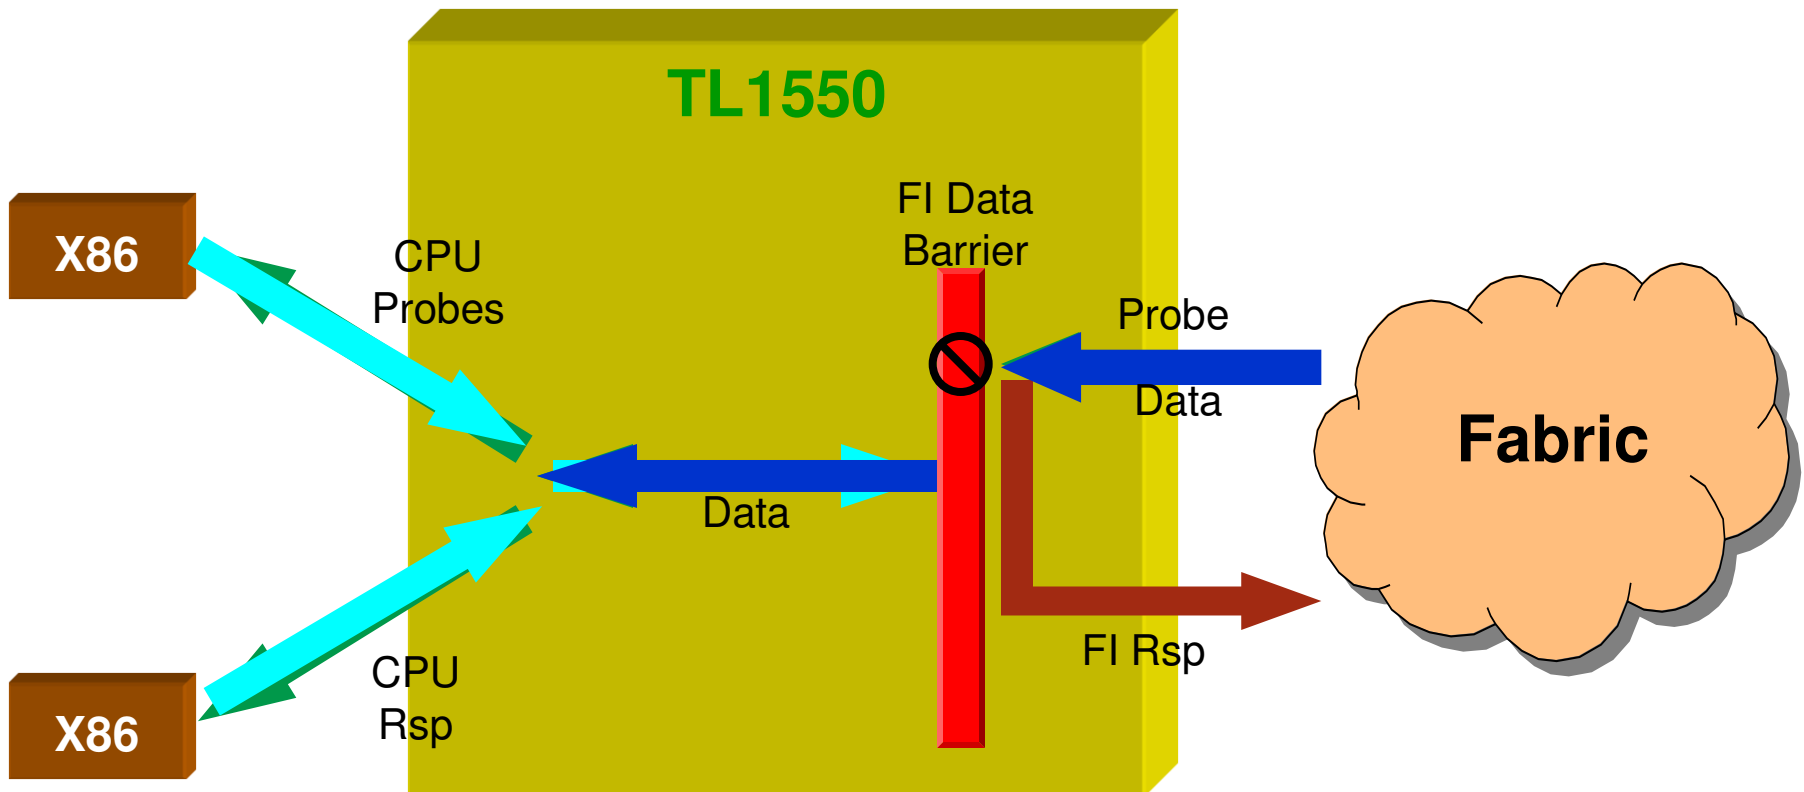 TL1550
FI Data
Barrier
X86
CPU
Probes
Probe
Data
Fabric
Data
FI Rsp
CPU
Rsp
X86